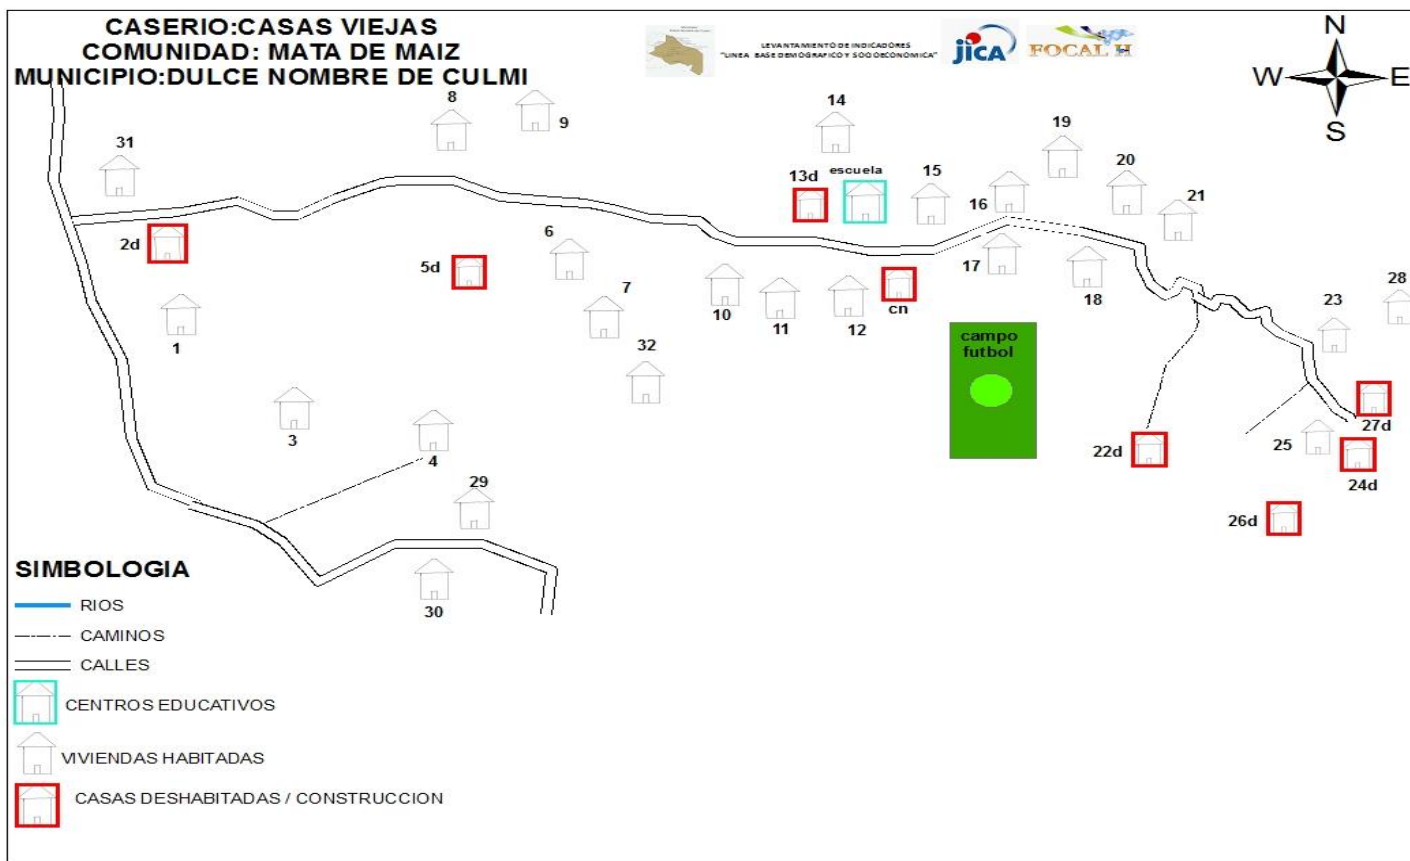 CASERIO:CASAS VIEJAS
COMUNIDAD: MATA DE MAIZ
MUNICIPIO:DULCE NOMBRE DE CULMI
LEVANTAMIENTO DE INDICADORES
"LINEA BASE DEMOGRAFICO Y SOCIOECONÓMICA"
jICA
FOCAL II
N
W
E
S
8
9
14
19
31
13d
escuela
15
20
16
21
2d
6
5d
17
7
18
28
10
11
12
cn
23
1
32
campo
futbol
3
4
27d
25
22d
24d
29
26d
30
SIMBOLOGIA
RIOS
CAMINOS
CALLES
CENTROS EDUCATIVOS
VIVIENDAS HABITADAS
CASAS DESHABITADAS / CONSTRUCCION